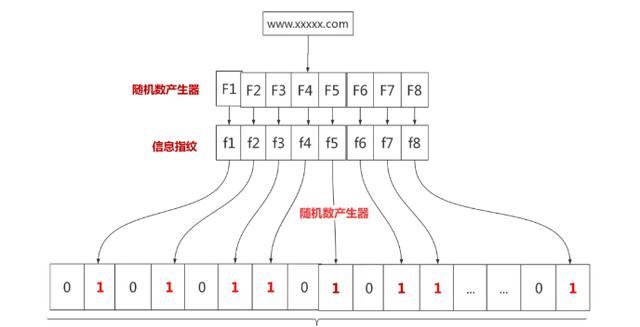 www.xxxxx.com
随机数产生器 F1 F2 F3 F4 F5 F6 F7 F8
信息指纹 f1 f2 f3 f4 f5 f6 f7 f8
随机数产生器
0 1 0 1 0 1 1 0 1 0 1 1 ... ... 0 1